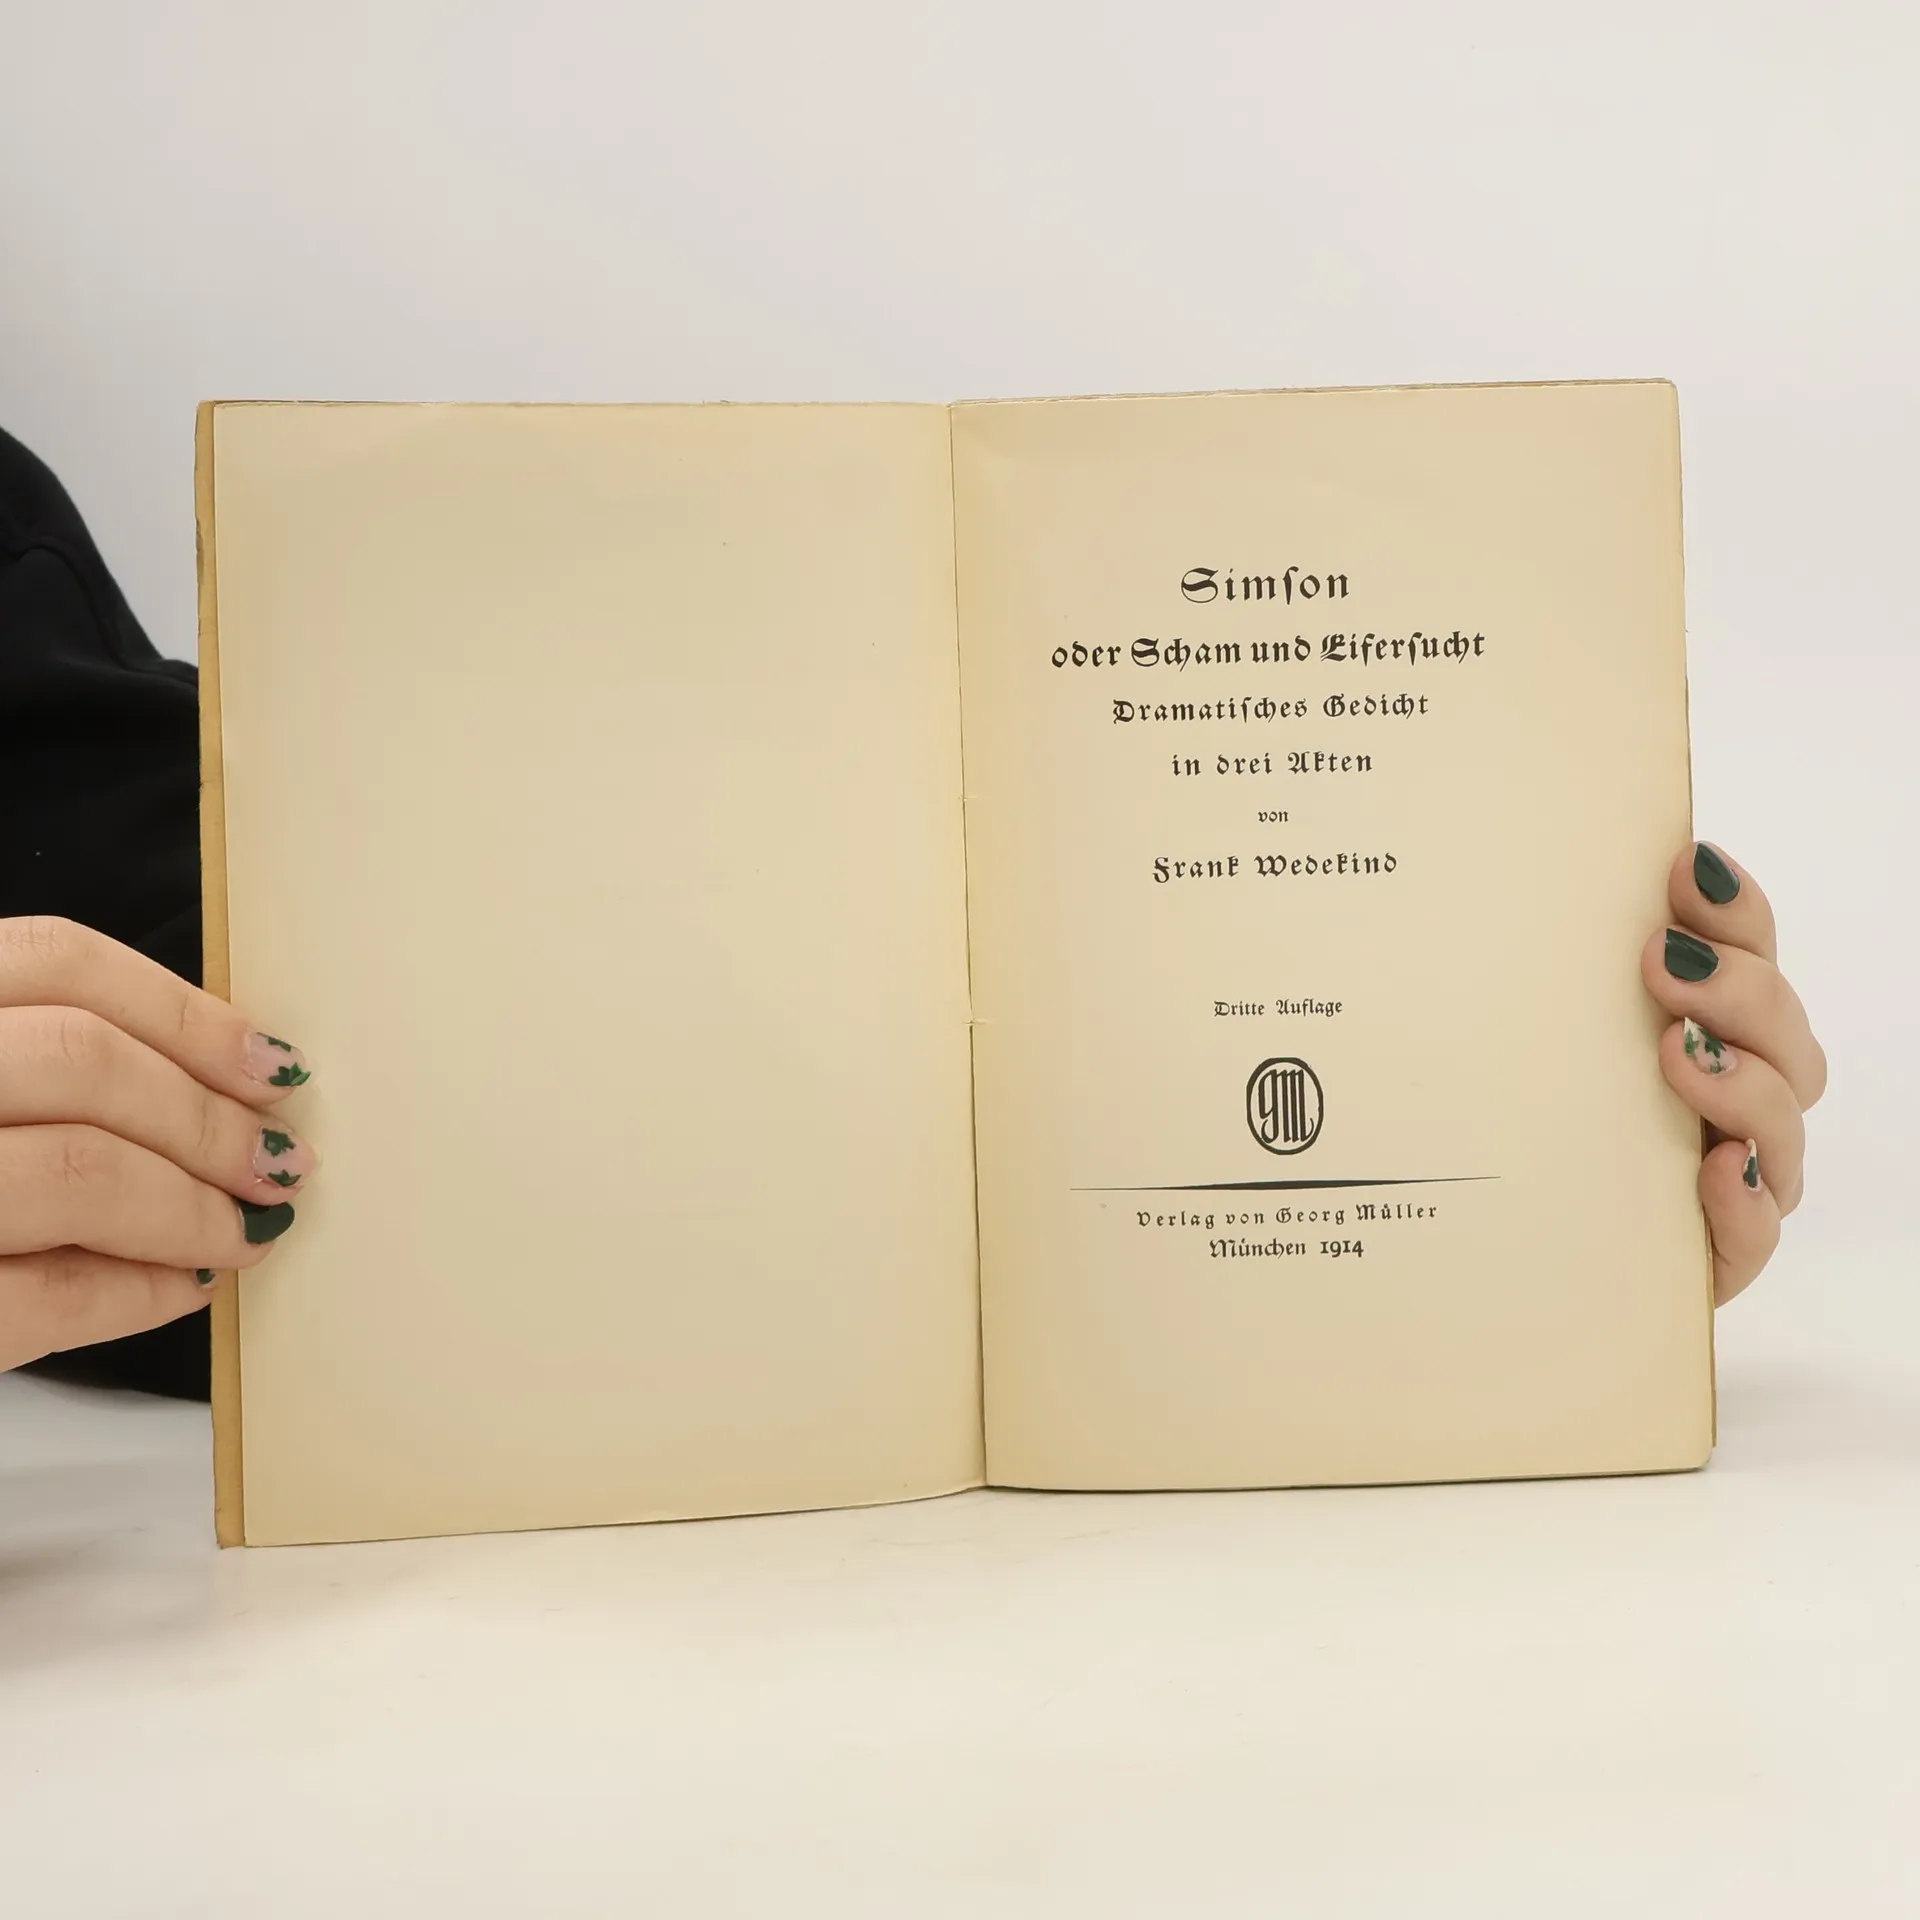 Simſon
oder Scham und Eiferſucht
Dramatiſches Gedicht
in drei Akten
von
Frank Wedekind
Dritte Auflage
GM
Verlag von Georg Müller
München 1914